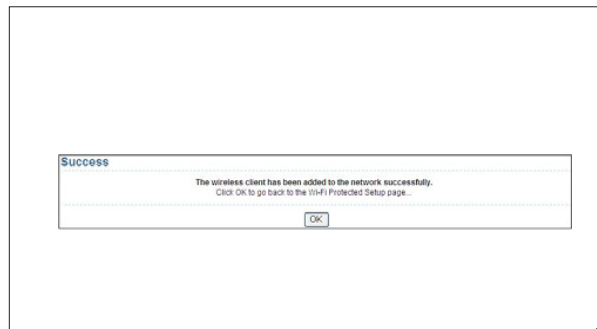 Success
The wireless client has been added to the network successfully.
Click OK to go back to the Wi-Fi Protected Setup page...
OK